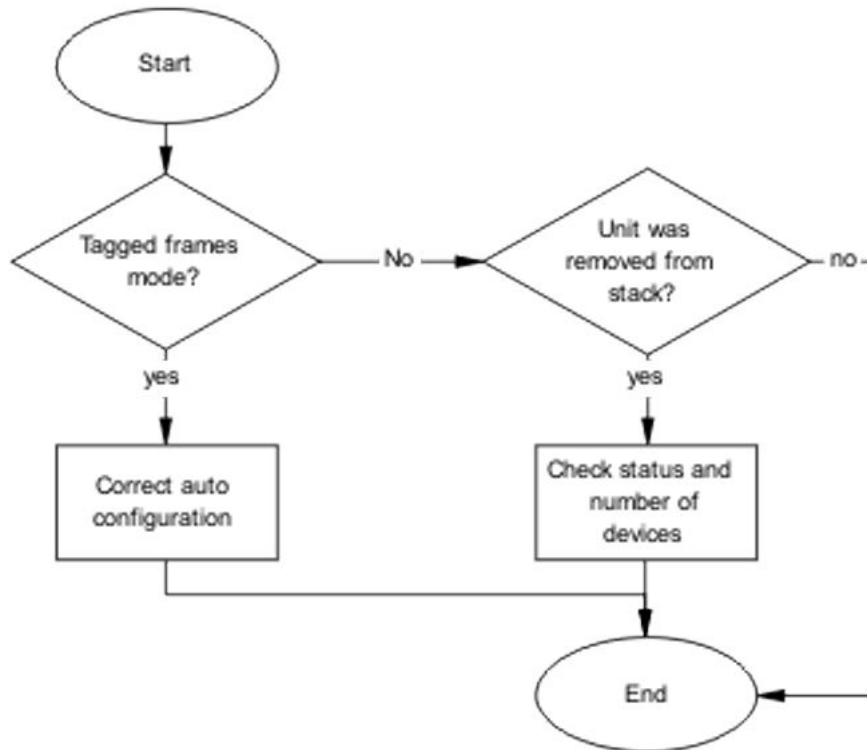 Start
Tagged frames
mode?
No
Unit was
removed from
stack?
no
yes
yes
Correct auto
configuration
Check status and
number of
devices
End